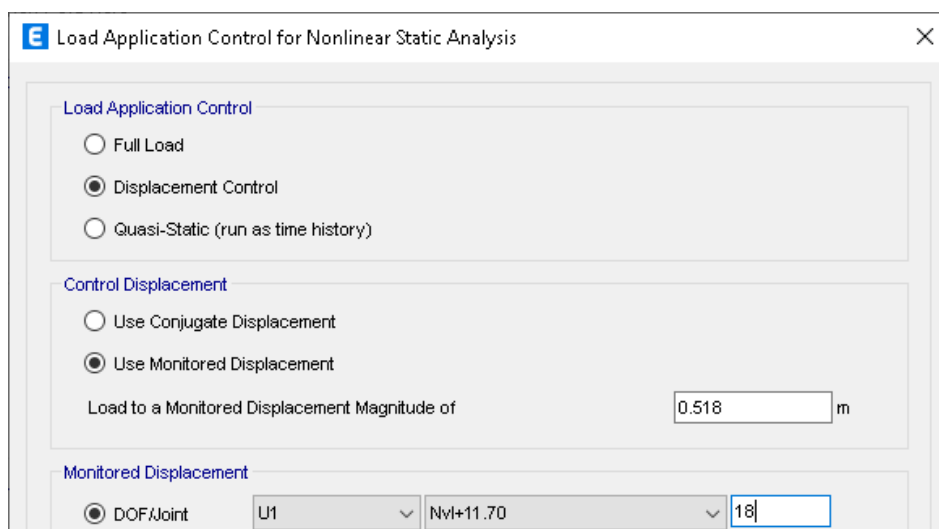 E Load Application Control for Nonlinear Static Analysis
Load Application Control
Full Load
Displacement Control
Quasi-Static (run as time history)
Control Displacement
Use Conjugate Displacement
Use Monitored Displacement
Load to a Monitored Displacement Magnitude of 0.518 m
Monitored Displacement
DOF/Joint U1 Nvl+11.70 18